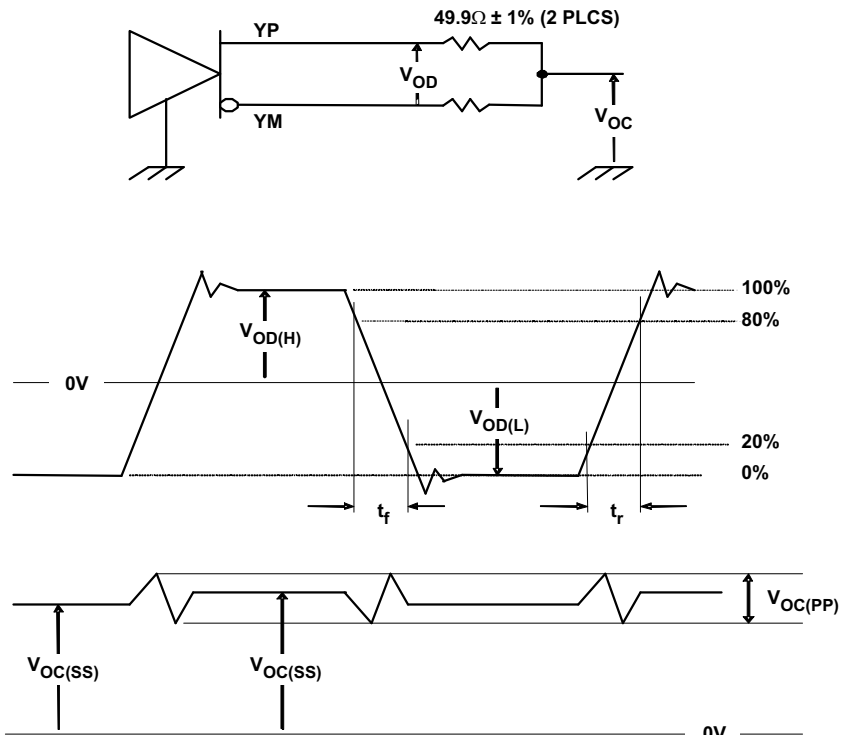 49.9Ω ± 1% (2 PLCS)
YP
V_OD
YM
V_OC
100%
80%
V_OD(H)
0V
V_OD(L)
20%
0%
t_f
t_r
V_OC(PP)
V_OC(SS)
V_OC(SS)
0V